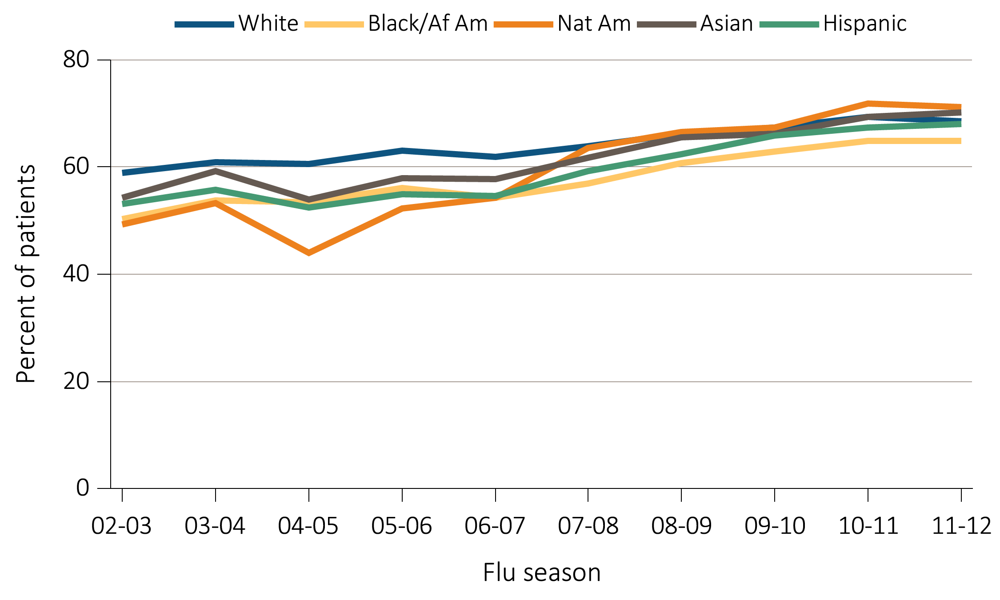 White Black/Af Am Nat Am Asian Hispanic
80
60
40
20
0
Percent of patients
02-03 03-04 04-05 05-06 06-07 07-08 08-09 09-10 10-11 11-12
Flu season